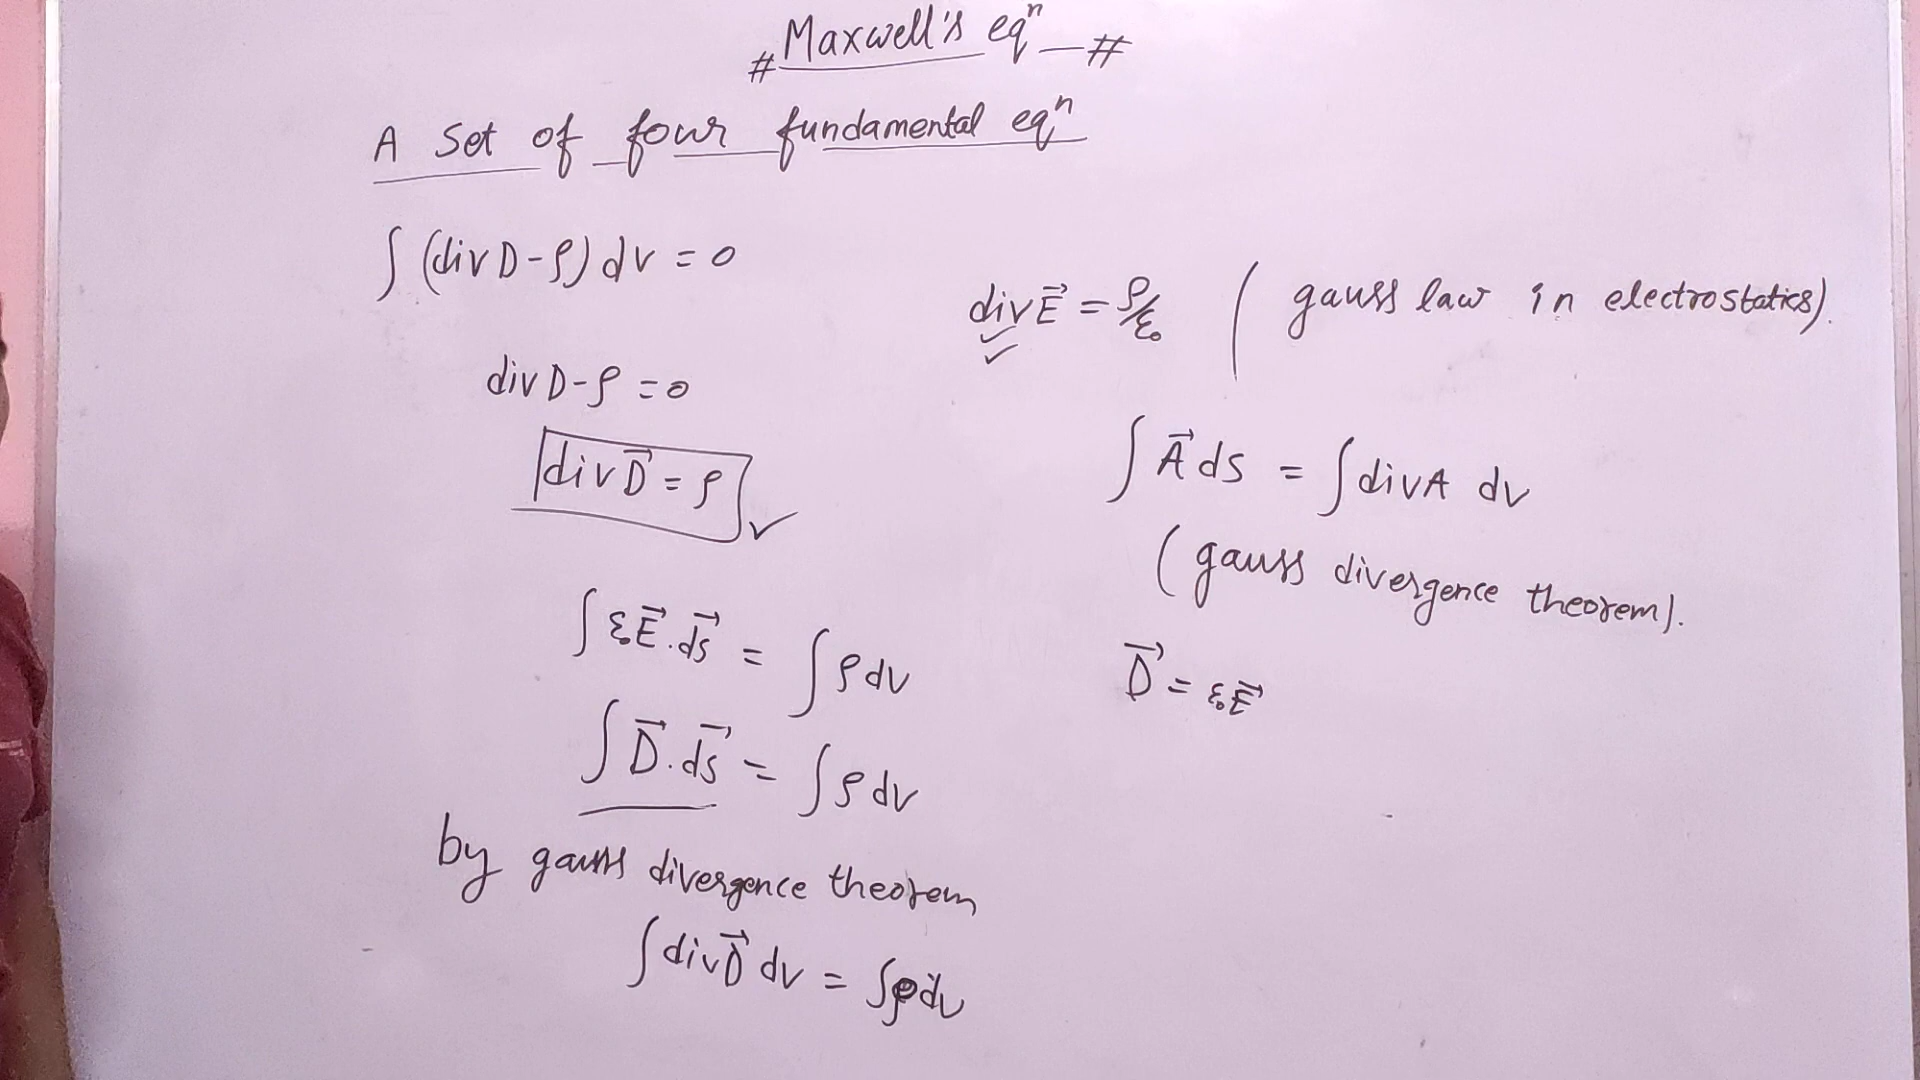 # Maxwell's eqⁿ #
A Set of four fundamental eqⁿ
∫ (div D - ρ) dv = 0
div D - ρ = 0
div D⃗ = ρ ✓
∫ ε₀E⃗ . ds⃗ = ∫ ρ dv
∫ D⃗ . ds⃗ = ∫ ρ dv
by gauss divergence theorem
∫ div D⃗ dv = ∫ρ dv
div E⃗ = ρ/ε₀ ( gauss law in electrostatics).
∫ A⃗ ds = ∫ div A dv
( gauss divergence theorem).
D⃗ = ε₀E⃗